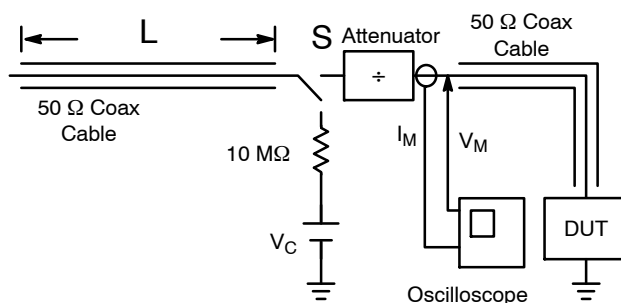 L
S
Attenuator
÷
50 Ω Coax
Cable
50 Ω Coax
Cable
10 MΩ
I_M
V_M
V_C
DUT
Oscilloscope